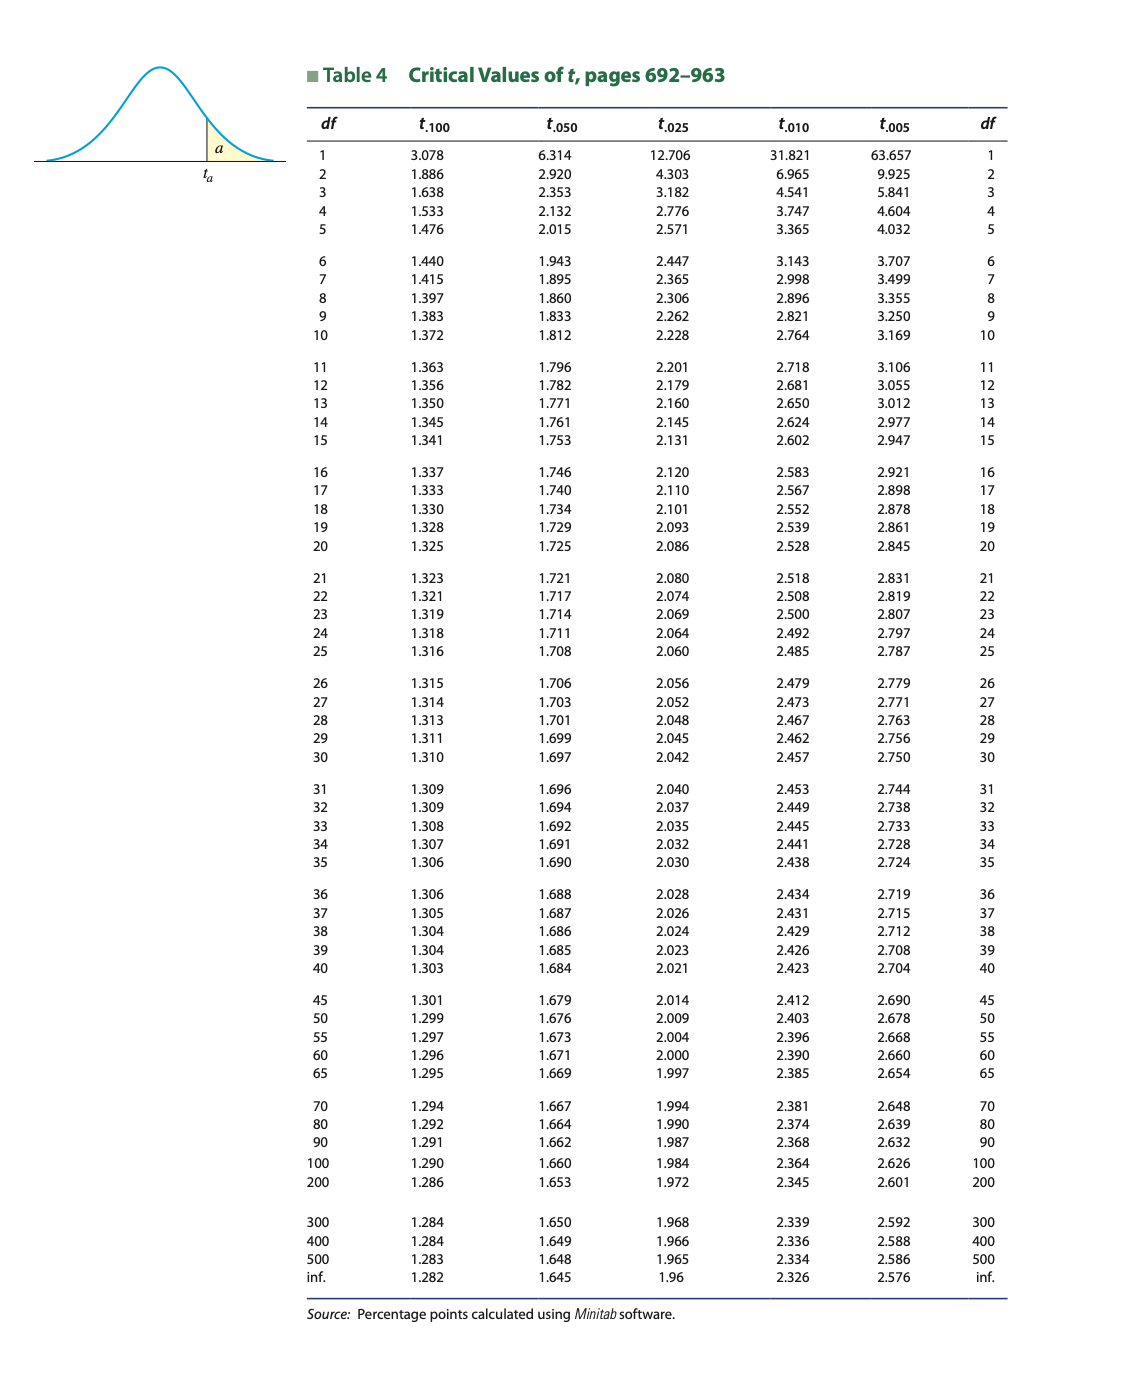 ■ Table 4 Critical Values of t, pages 692–963
df t.100 t.050 t.025 t.010 t.005 df
a
ta
1 3.078 6.314 12.706 31.821 63.657 1
2 1.886 2.920 4.303 6.965 9.925 2
3 1.638 2.353 3.182 4.541 5.841 3
4 1.533 2.132 2.776 3.747 4.604 4
5 1.476 2.015 2.571 3.365 4.032 5
6 1.440 1.943 2.447 3.143 3.707 6
7 1.415 1.895 2.365 2.998 3.499 7
8 1.397 1.860 2.306 2.896 3.355 8
9 1.383 1.833 2.262 2.821 3.250 9
10 1.372 1.812 2.228 2.764 3.169 10
11 1.363 1.796 2.201 2.718 3.106 11
12 1.356 1.782 2.179 2.681 3.055 12
13 1.350 1.771 2.160 2.650 3.012 13
14 1.345 1.761 2.145 2.624 2.977 14
15 1.341 1.753 2.131 2.602 2.947 15
16 1.337 1.746 2.120 2.583 2.921 16
17 1.333 1.740 2.110 2.567 2.898 17
18 1.330 1.734 2.101 2.552 2.878 18
19 1.328 1.729 2.093 2.539 2.861 19
20 1.325 1.725 2.086 2.528 2.845 20
21 1.323 1.721 2.080 2.518 2.831 21
22 1.321 1.717 2.074 2.508 2.819 22
23 1.319 1.714 2.069 2.500 2.807 23
24 1.318 1.711 2.064 2.492 2.797 24
25 1.316 1.708 2.060 2.485 2.787 25
26 1.315 1.706 2.056 2.479 2.779 26
27 1.314 1.703 2.052 2.473 2.771 27
28 1.313 1.701 2.048 2.467 2.763 28
29 1.311 1.699 2.045 2.462 2.756 29
30 1.310 1.697 2.042 2.457 2.750 30
31 1.309 1.696 2.040 2.453 2.744 31
32 1.309 1.694 2.037 2.449 2.738 32
33 1.308 1.692 2.035 2.445 2.733 33
34 1.307 1.691 2.032 2.441 2.728 34
35 1.306 1.690 2.030 2.438 2.724 35
36 1.306 1.688 2.028 2.434 2.719 36
37 1.305 1.687 2.026 2.431 2.715 37
38 1.304 1.686 2.024 2.429 2.712 38
39 1.304 1.685 2.023 2.426 2.708 39
40 1.303 1.684 2.021 2.423 2.704 40
45 1.301 1.679 2.014 2.412 2.690 45
50 1.299 1.676 2.009 2.403 2.678 50
55 1.297 1.673 2.004 2.396 2.668 55
60 1.296 1.671 2.000 2.390 2.660 60
65 1.295 1.669 1.997 2.385 2.654 65
70 1.294 1.667 1.994 2.381 2.648 70
80 1.292 1.664 1.990 2.374 2.639 80
90 1.291 1.662 1.987 2.368 2.632 90
100 1.290 1.660 1.984 2.364 2.626 100
200 1.286 1.653 1.972 2.345 2.601 200
300 1.284 1.650 1.968 2.339 2.592 300
400 1.284 1.649 1.966 2.336 2.588 400
500 1.283 1.648 1.965 2.334 2.586 500
inf. 1.282 1.645 1.96 2.326 2.576 inf.
Source: Percentage points calculated using Minitab software.